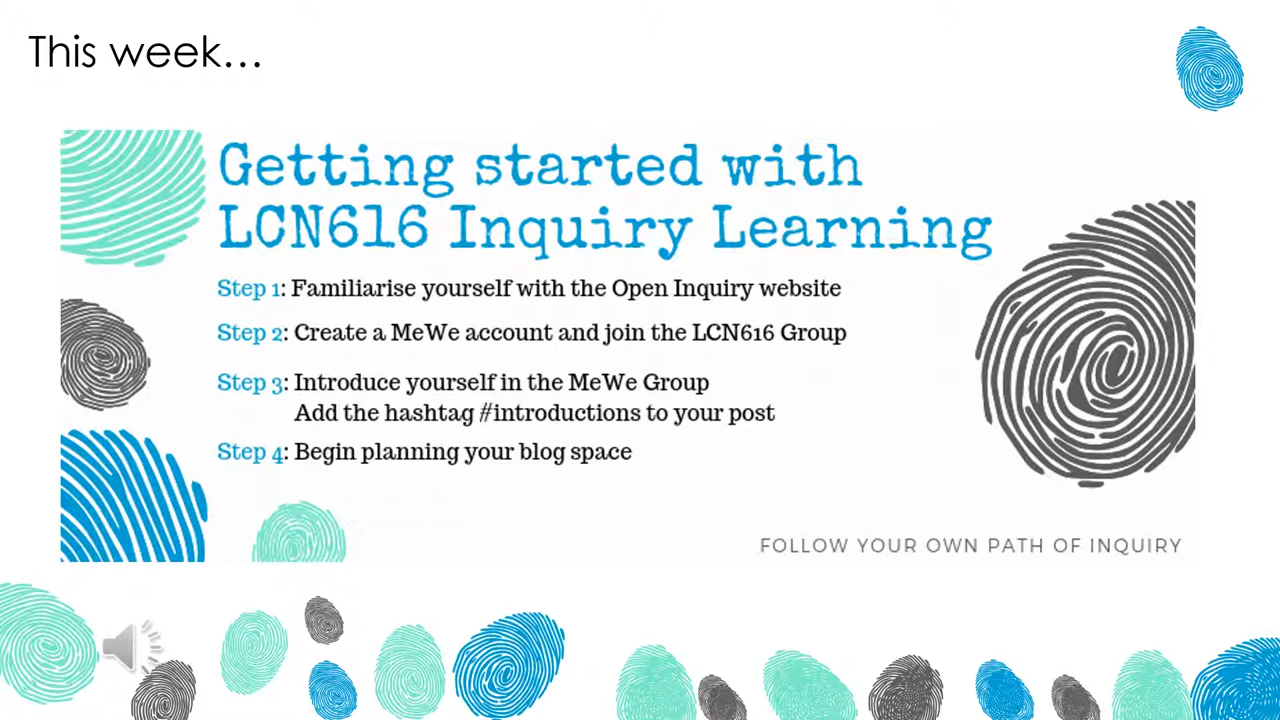 This week...
Getting started with
LCN616 Inquiry Learning
Step 1: Familiarise yourself with the Open Inquiry website
Step 2: Create a MeWe account and join the LCN616 Group
Step 3: Introduce yourself in the MeWe Group
Add the hashtag #introductions to your post
Step 4: Begin planning your blog space
FOLLOW YOUR OWN PATH OF INQUIRY